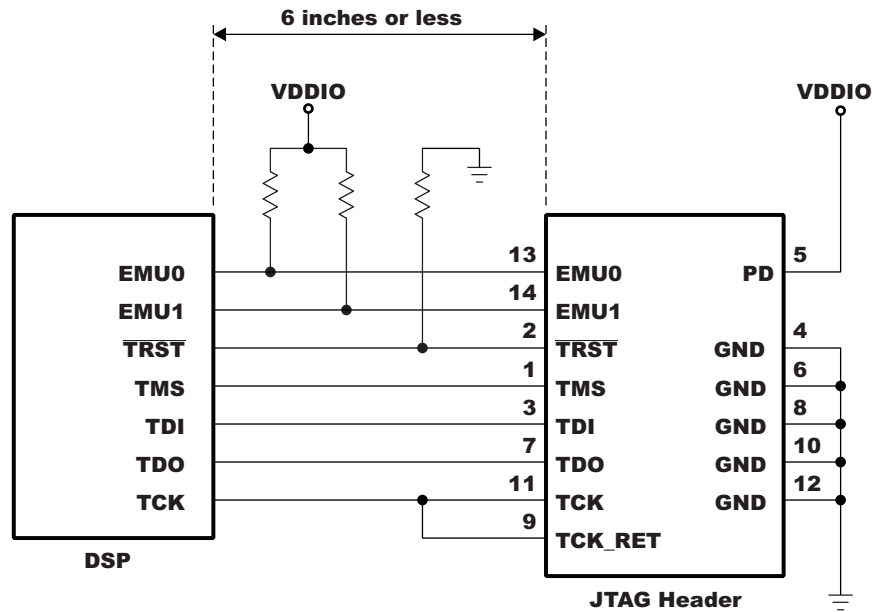 6 inches or less
VDDIO
VDDIO
13
5
EMU0
EMU0
PD
14
EMU1
EMU1
2
4
TRST
TRST
GND
1
6
TMS
TMS
GND
3
8
TDI
TDI
GND
7
10
TDO
TDO
GND
11
12
TCK
TCK
GND
9
TCK_RET
DSP
JTAG Header